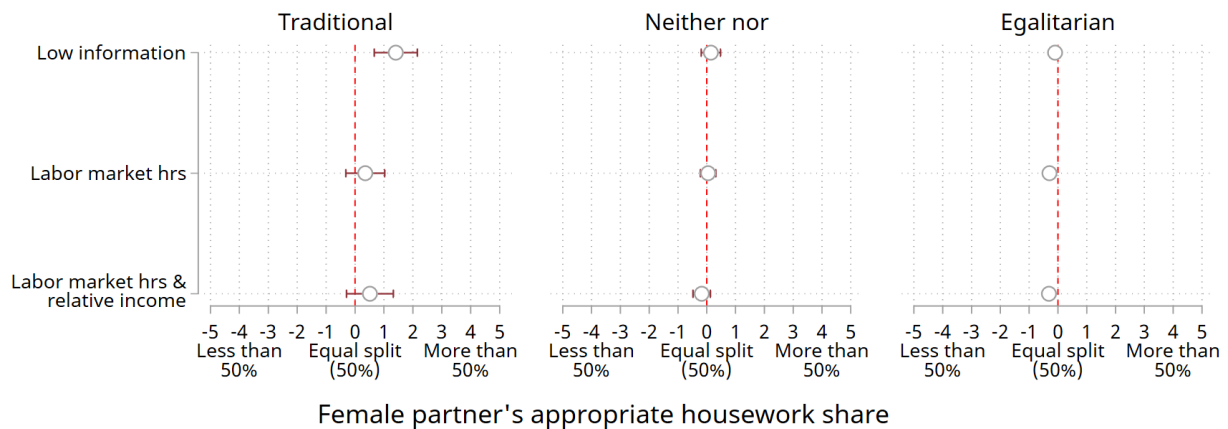 Traditional Neither nor Egalitarian
Low information
Labor market hrs
Labor market hrs &
relative income
-5 -4 -3 -2 -1 0 1 2 3 4 5 -5 -4 -3 -2 -1 0 1 2 3 4 5 -5 -4 -3 -2 -1 0 1 2 3 4 5
Less than Equal split More than Less than Equal split More than Less than Equal split More than
50% (50%) 50% 50% (50%) 50% 50% (50%) 50%
Female partner's appropriate housework share